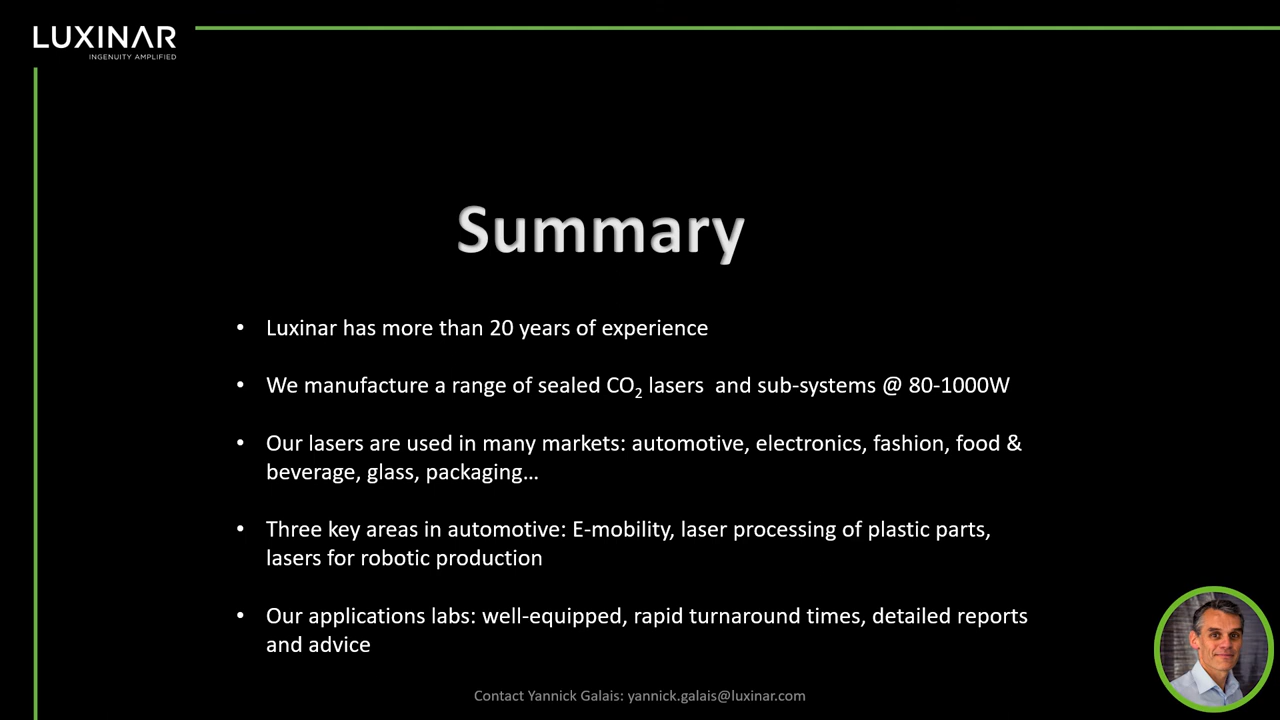 LUXINAR
INGENUITY AMPLIFIED
Summary
• Luxinar has more than 20 years of experience
• We manufacture a range of sealed CO₂ lasers  and sub-systems @ 80-1000W
• Our lasers are used in many markets: automotive, electronics, fashion, food &
beverage, glass, packaging…
• Three key areas in automotive: E-mobility, laser processing of plastic parts,
lasers for robotic production
• Our applications labs: well-equipped, rapid turnaround times, detailed reports
and advice
Contact Yannick Galais: yannick.galais@luxinar.com